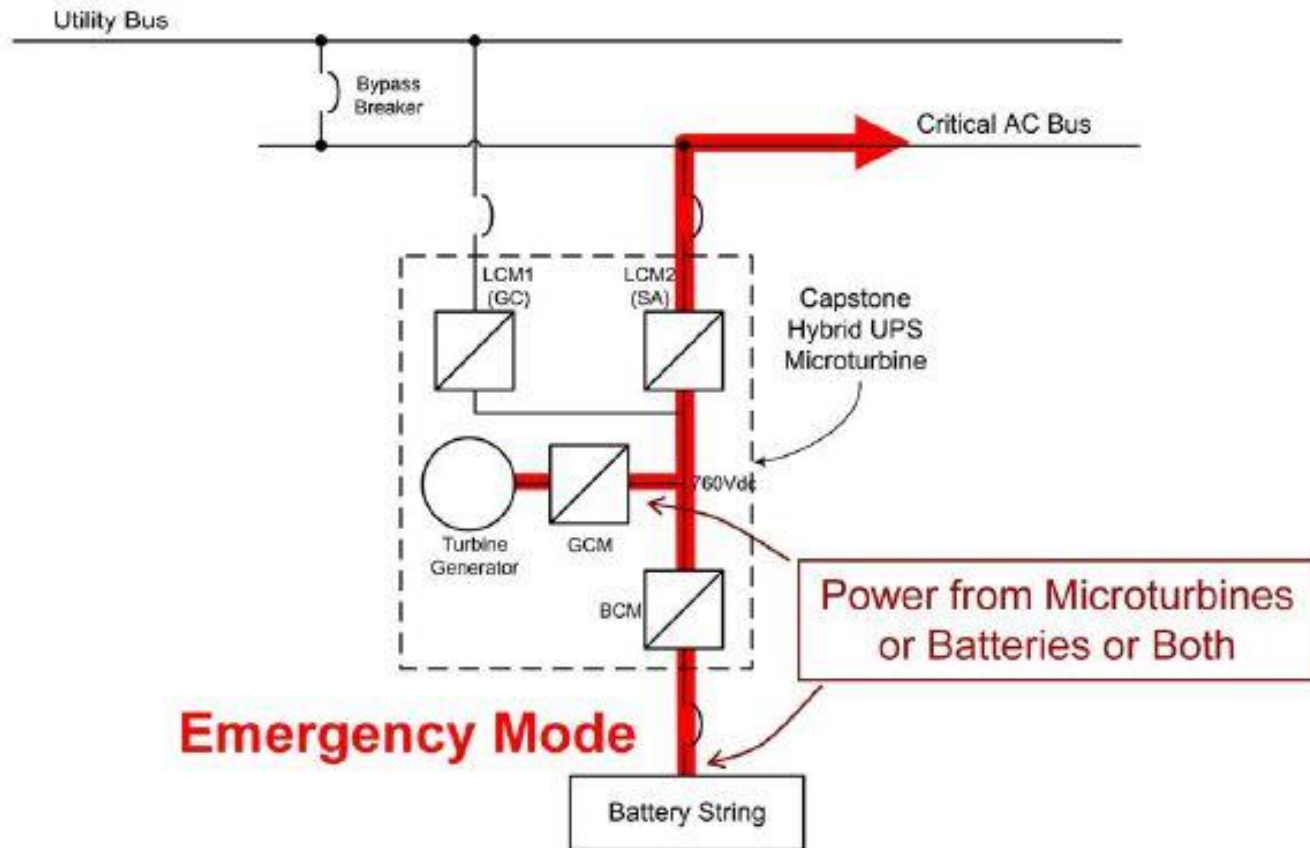 Utility Bus
Bypass
Breaker
Critical AC Bus
LCM1
(GC)
LCM2
(SA)
Capstone
Hybrid UPS
Microturbine
760Vdc
Turbine
Generator
GCM
BCM
Power from Microturbines
or Batteries or Both
Emergency Mode
Battery String